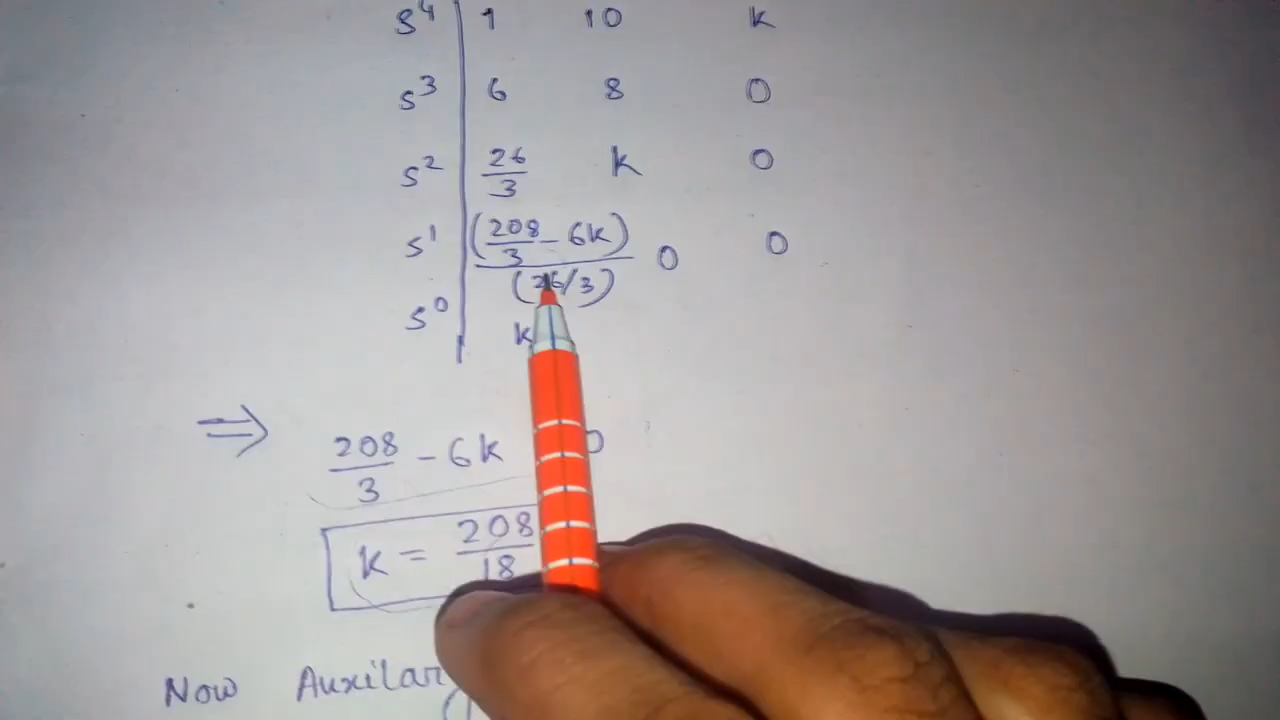 s⁴ | 1 10 k
s³ | 6 8 0
s² | 26/3 k 0
s¹ | (208/3 - 6k)/(26/3) 0 0
s⁰ | k
⇒ 208/3 - 6k 0
k = 208/18
Now